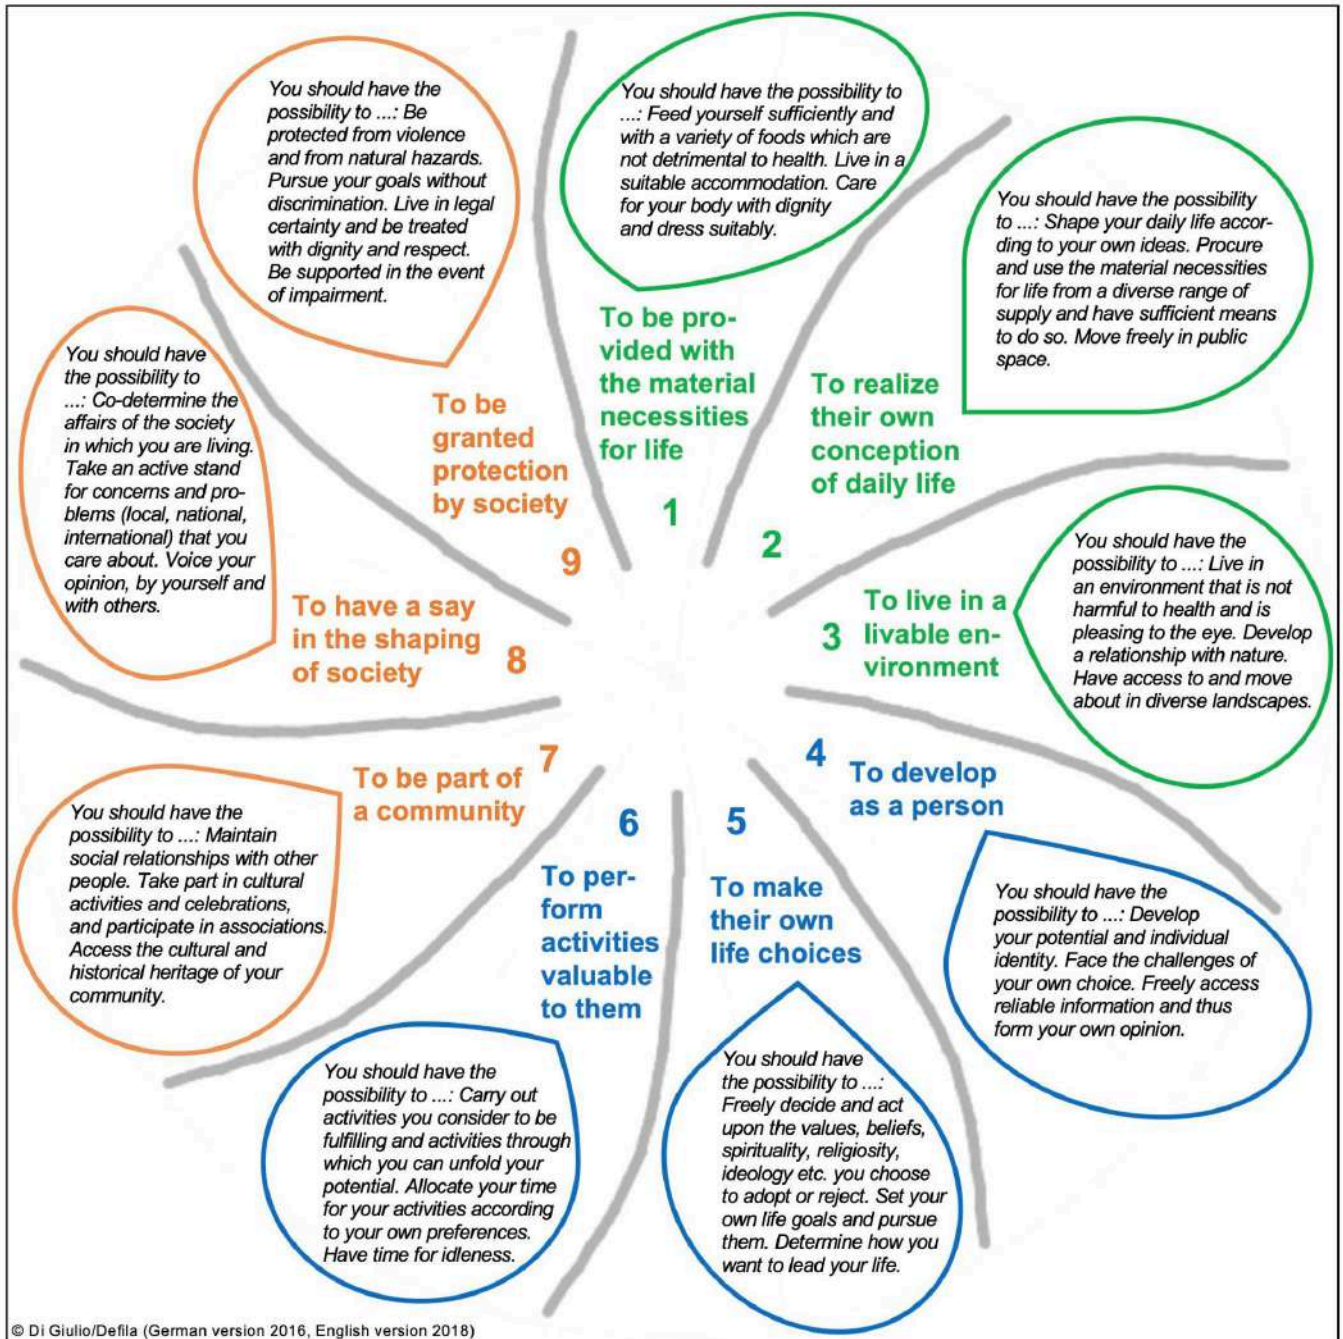 You should have the possibility to
...: Feed yourself sufficiently and
with a variety of foods which are
not detrimental to health. Live in a
suitable accommodation. Care
for your body with dignity
and dress suitably.
To be pro-
vided with
the material
necessities
for life
1
You should have the possibility
to ...: Shape your daily life accor-
ding to your own ideas. Procure
and use the material necessities
for life from a diverse range of
supply and have sufficient means
to do so. Move freely in public
space.
To realize
their own
conception
of daily life
2
You should have the
possibility to ...: Live in
an environment that is not
harmful to health and is
pleasing to the eye. Develop
a relationship with nature.
Have access to and move
about in diverse landscapes.
To live in a
livable en-
vironment
3
4
To develop
as a person
You should have the
possibility to ...: Develop
your potential and individual
identity. Face the challenges of
your own choice. Freely access
reliable information and thus
form your own opinion.
5
To make
their own
life choices
You should have
the possibility to ...:
Freely decide and act
upon the values, beliefs,
spirituality, religiosity,
ideology etc. you choose
to adopt or reject. Set your
own life goals and pursue
them. Determine how you
want to lead your life.
6
To per-
form
activities
valuable
to them
You should have the
possibility to ...: Carry out
activities you consider to be
fulfilling and activities through
which you can unfold your
potential. Allocate your time
for your activities according
to your own preferences.
Have time for idleness.
7
To be part of
a community
You should have the
possibility to ...: Maintain
social relationships with other
people. Take part in cultural
activities and celebrations,
and participate in associations.
Access the cultural and
historical heritage of your
community.
You should have
the possibility to
...: Co-determine the
affairs of the society
in which you are living.
Take an active stand
for concerns and pro-
blems (local, national,
international) that you
care about. Voice your
opinion, by yourself and
with others.
To have a say
in the shaping
of society
8
You should have the
possibility to ...: Be
protected from violence
and from natural hazards.
Pursue your goals without
discrimination. Live in legal
certainty and be treated
with dignity and respect.
Be supported in the event
of impairment.
To be
granted
protection
by society
9
© Di Giulio/Defila (German version 2016, English version 2018)